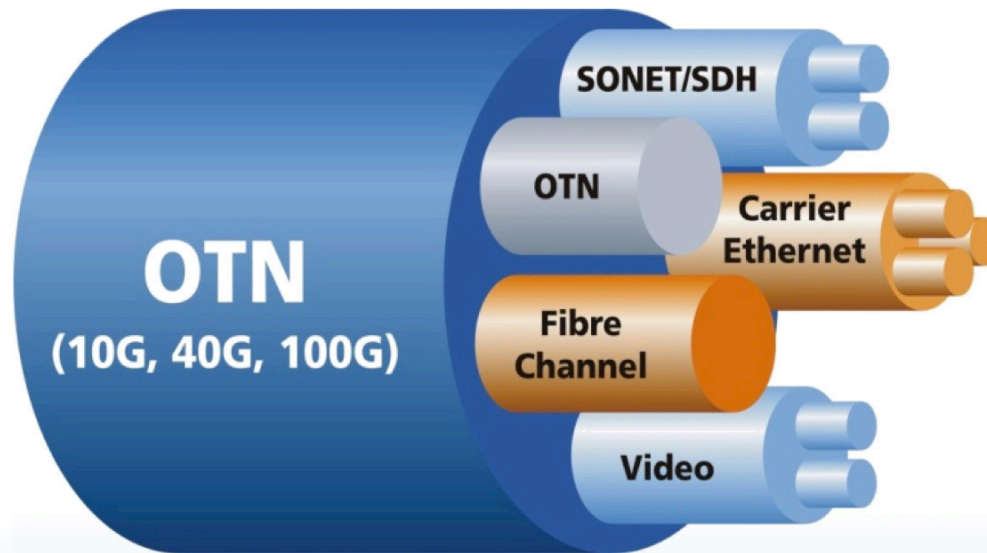 OTN
(10G, 40G, 100G)
SONET/SDH
OTN
Carrier
Ethernet
Fibre
Channel
Video